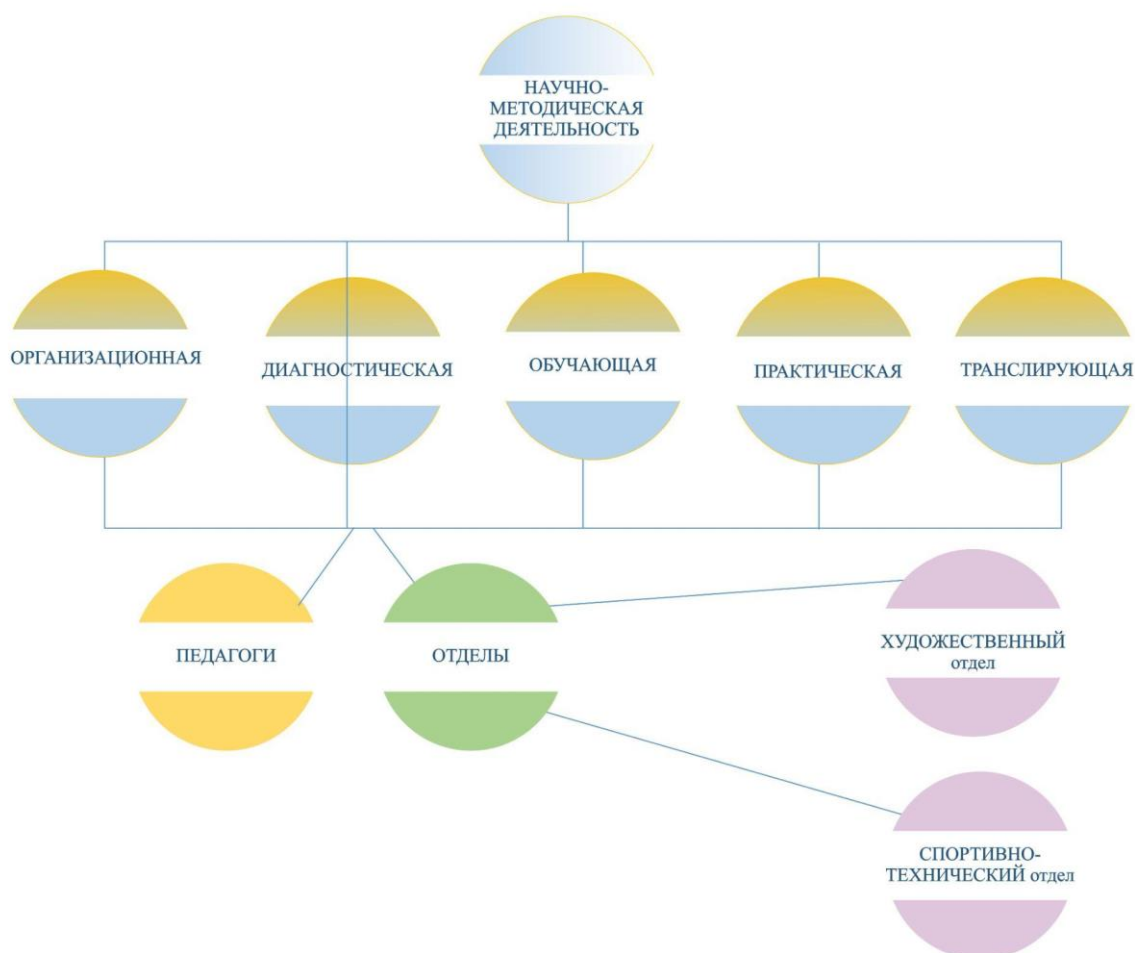 НАУЧНО-
МЕТОДИЧЕСКАЯ
ДЕЯТЕЛЬНОСТЬ
ОРГАНИЗАЦИОННАЯ
ДИАГНОСТИЧЕСКАЯ
ОБУЧАЮЩАЯ
ПРАКТИЧЕСКАЯ
ТРАНСЛИРУЮЩАЯ
ПЕДАГОГИ
ОТДЕЛЫ
ХУДОЖЕСТВЕННЫЙ
отдел
СПОРТИВНО-
ТЕХНИЧЕСКИЙ отдел